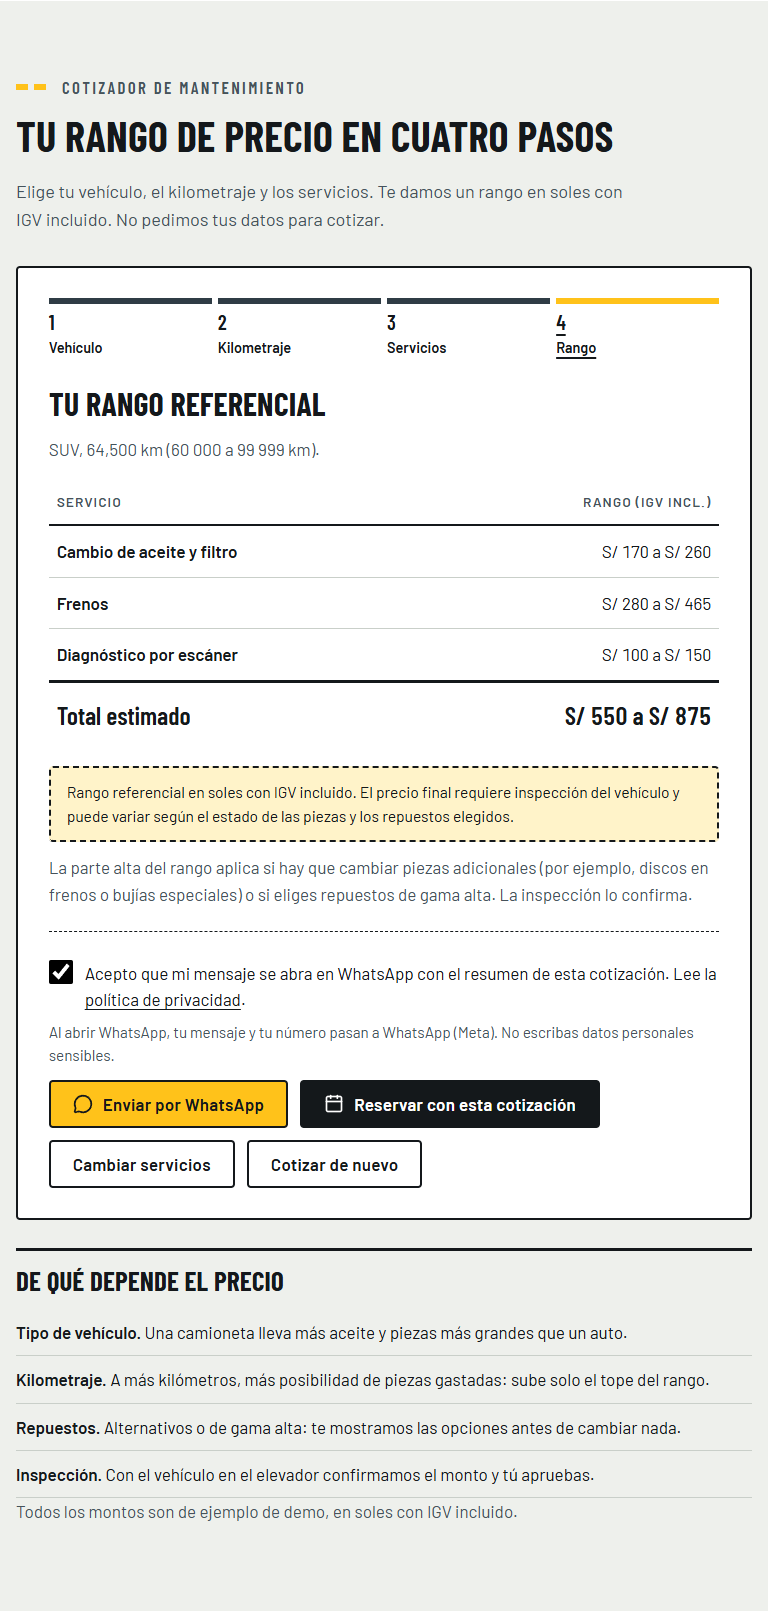 COTIZADOR DE MANTENIMIENTO
TU RANGO DE PRECIO EN CUATRO PASOS
Elige tu vehículo, el kilometraje y los servicios. Te damos un rango en soles con
IGV incluido. No pedimos tus datos para cotizar.
1
Vehículo
2
Kilometraje
3
Servicios
4
Rango
TU RANGO REFERENCIAL
SUV, 64,500 km (60 000 a 99 999 km).
SERVICIO RANGO (IGV INCL.)
Cambio de aceite y filtro S/ 170 a S/ 260
Frenos S/ 280 a S/ 465
Diagnóstico por escáner S/ 100 a S/ 150
Total estimado S/ 550 a S/ 875
Rango referencial en soles con IGV incluido. El precio final requiere inspección del vehículo y
puede variar según el estado de las piezas y los repuestos elegidos.
La parte alta del rango aplica si hay que cambiar piezas adicionales (por ejemplo, discos en
frenos o bujías especiales) o si eliges repuestos de gama alta. La inspección lo confirma.
Acepto que mi mensaje se abra en WhatsApp con el resumen de esta cotización. Lee la
política de privacidad.
Al abrir WhatsApp, tu mensaje y tu número pasan a WhatsApp (Meta). No escribas datos personales
sensibles.
Enviar por WhatsApp
Reservar con esta cotización
Cambiar servicios
Cotizar de nuevo
DE QUÉ DEPENDE EL PRECIO
Tipo de vehículo. Una camioneta lleva más aceite y piezas más grandes que un auto.
Kilometraje. A más kilómetros, más posibilidad de piezas gastadas: sube solo el tope del rango.
Repuestos. Alternativos o de gama alta: te mostramos las opciones antes de cambiar nada.
Inspección. Con el vehículo en el elevador confirmamos el monto y tú apruebas.
Todos los montos son de ejemplo de demo, en soles con IGV incluido.